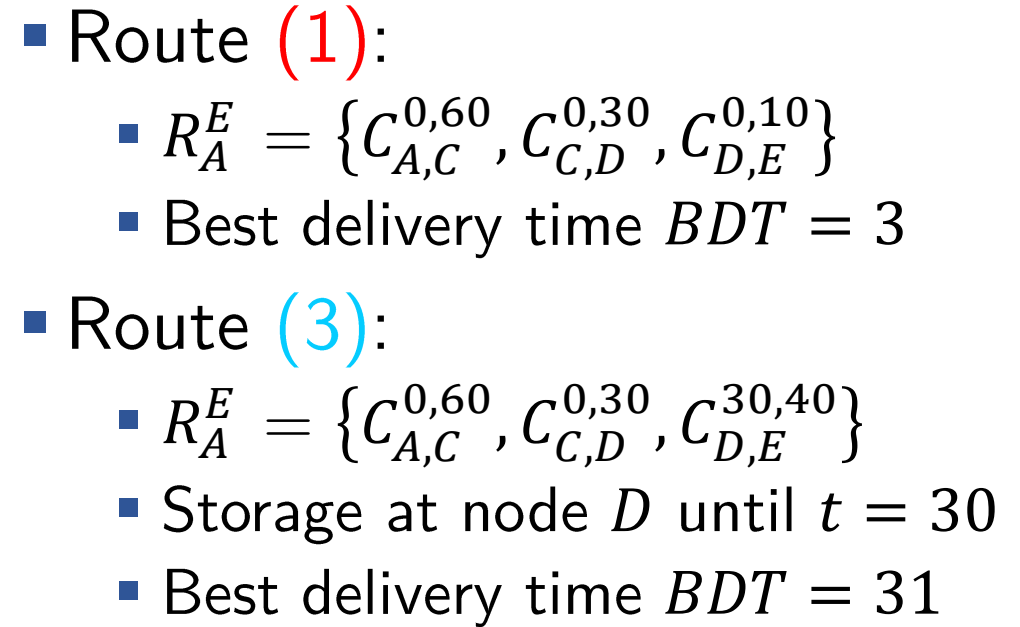 ▪ Route (1):
▪ $R_A^E = \{C_{A,C}^{0,60}, C_{C,D}^{0,30}, C_{D,E}^{0,10}\}$
▪ Best delivery time $BDT = 3$
▪ Route (3):
▪ $R_A^E = \{C_{A,C}^{0,60}, C_{C,D}^{0,30}, C_{D,E}^{30,40}\}$
▪ Storage at node $D$ until $t = 30$
▪ Best delivery time $BDT = 31$